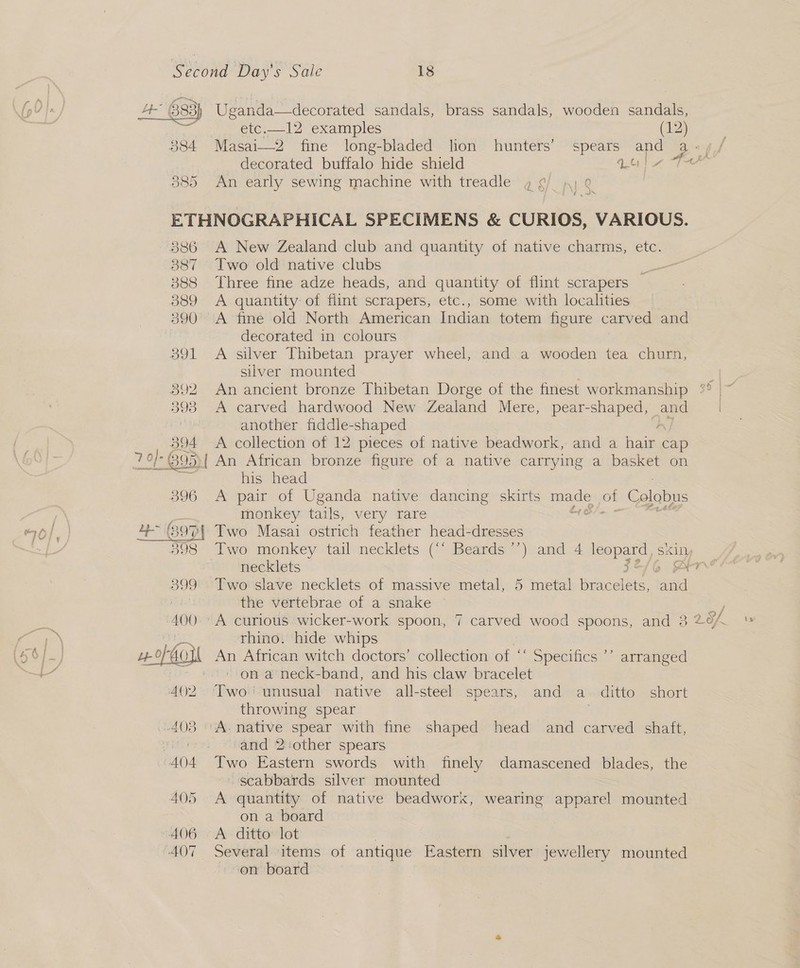 Second Day's Sale 18
383 Uganda—decorated sandals, brass sandals, wooden sandals,
etc.—12 examples (12)
384 Masai—2 fine long-bladed lion hunters' spears and a
decorated buffalo hide shield
385 An early sewing machine with treadle
ETHNOGRAPHICAL SPECIMENS & CURIOS, VARIOUS.
386 A New Zealand club and quantity of native charms, etc.
387 Two old native clubs
388 Three fine adze heads, and quantity of flint scrapers
389 A quantity of flint scrapers, etc., some with localities
390 A fine old North American Indian totem figure carved and
decorated in colours
391 A silver Thibetan prayer wheel, and a wooden tea churn,
silver mounted
392 An ancient bronze Thibetan Dorge of the finest workmanship
393 A carved hardwood New Zealand Mere, pear-shaped, and
another fiddle-shaped
394 A collection of 12 pieces of native beadwork, and a hair cap
395 An African bronze figure of a native carrying a basket on
his head
396 A pair of Uganda native dancing skirts made of Colobus
monkey tails, very rare
397 Two Masai ostrich feather head-dresses
398 Two monkey tail necklets (“ Beards ”) and 4 leopard skin
necklets
399 Two slave necklets of massive metal, 5 metal bracelets, and
the vertebrae of a snake
400 A curious wicker-work spoon, 7 carved wood spoons, and 3
rhino. hide whips
401 An African witch doctors' collection of “ Specifics ” arranged
on a neck-band, and his claw bracelet
402 Two unusual native all-steel spears, and a ditto short
throwing spear
403 A native spear with fine shaped head and carved shaft,
and 2 other spears
404 Two Eastern swords with finely damascened blades, the
scabbards silver mounted
405 A quantity of native beadwork, wearing apparel mounted
on a board
406 A ditto lot
407 Several items of antique Eastern silver jewellery mounted
on board